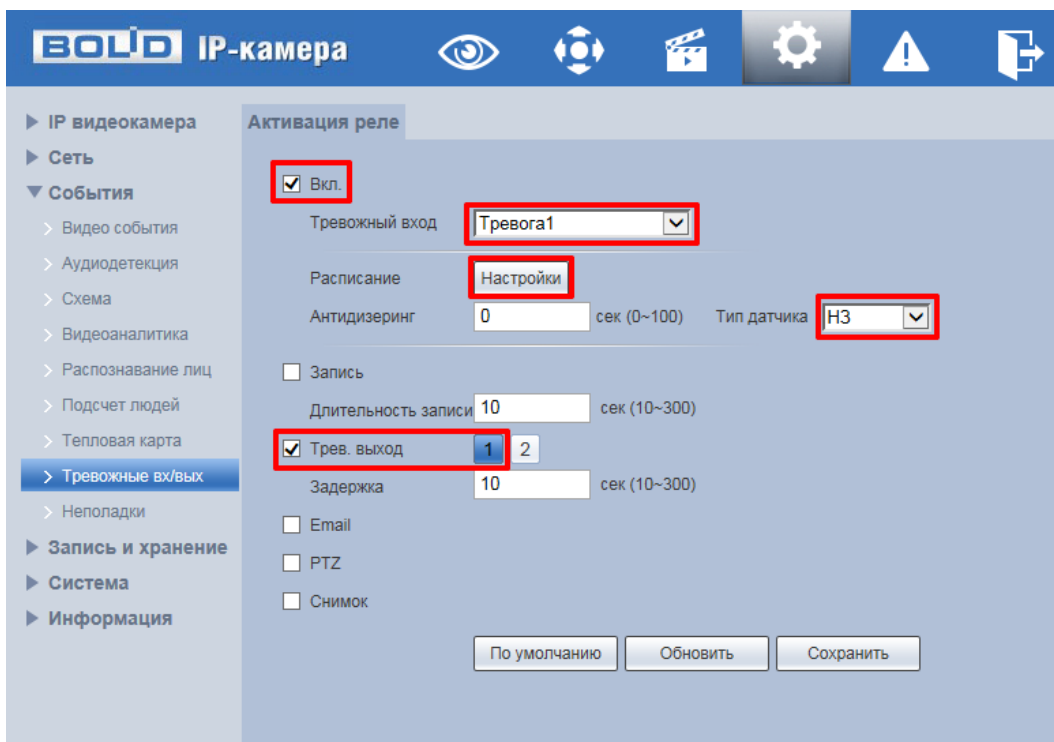 BOLID IP-камера
IP видеокамера
Сеть
События
Видео события
Аудиодетекция
Схема
Видеоаналитика
Распознавание лиц
Подсчет людей
Тепловая карта
Тревожные вх/вых
Неполадки
Запись и хранение
Система
Информация
Активация реле
Вкл.
Тревожный вход Тревога1
Расписание Настройки
Антидизеринг 0 сек (0~100) Тип датчика НЗ
Запись
Длительность записи 10 сек (10~300)
Трев. выход 1 2
Задержка 10 сек (10~300)
Email
PTZ
Снимок
По умолчанию Обновить Сохранить